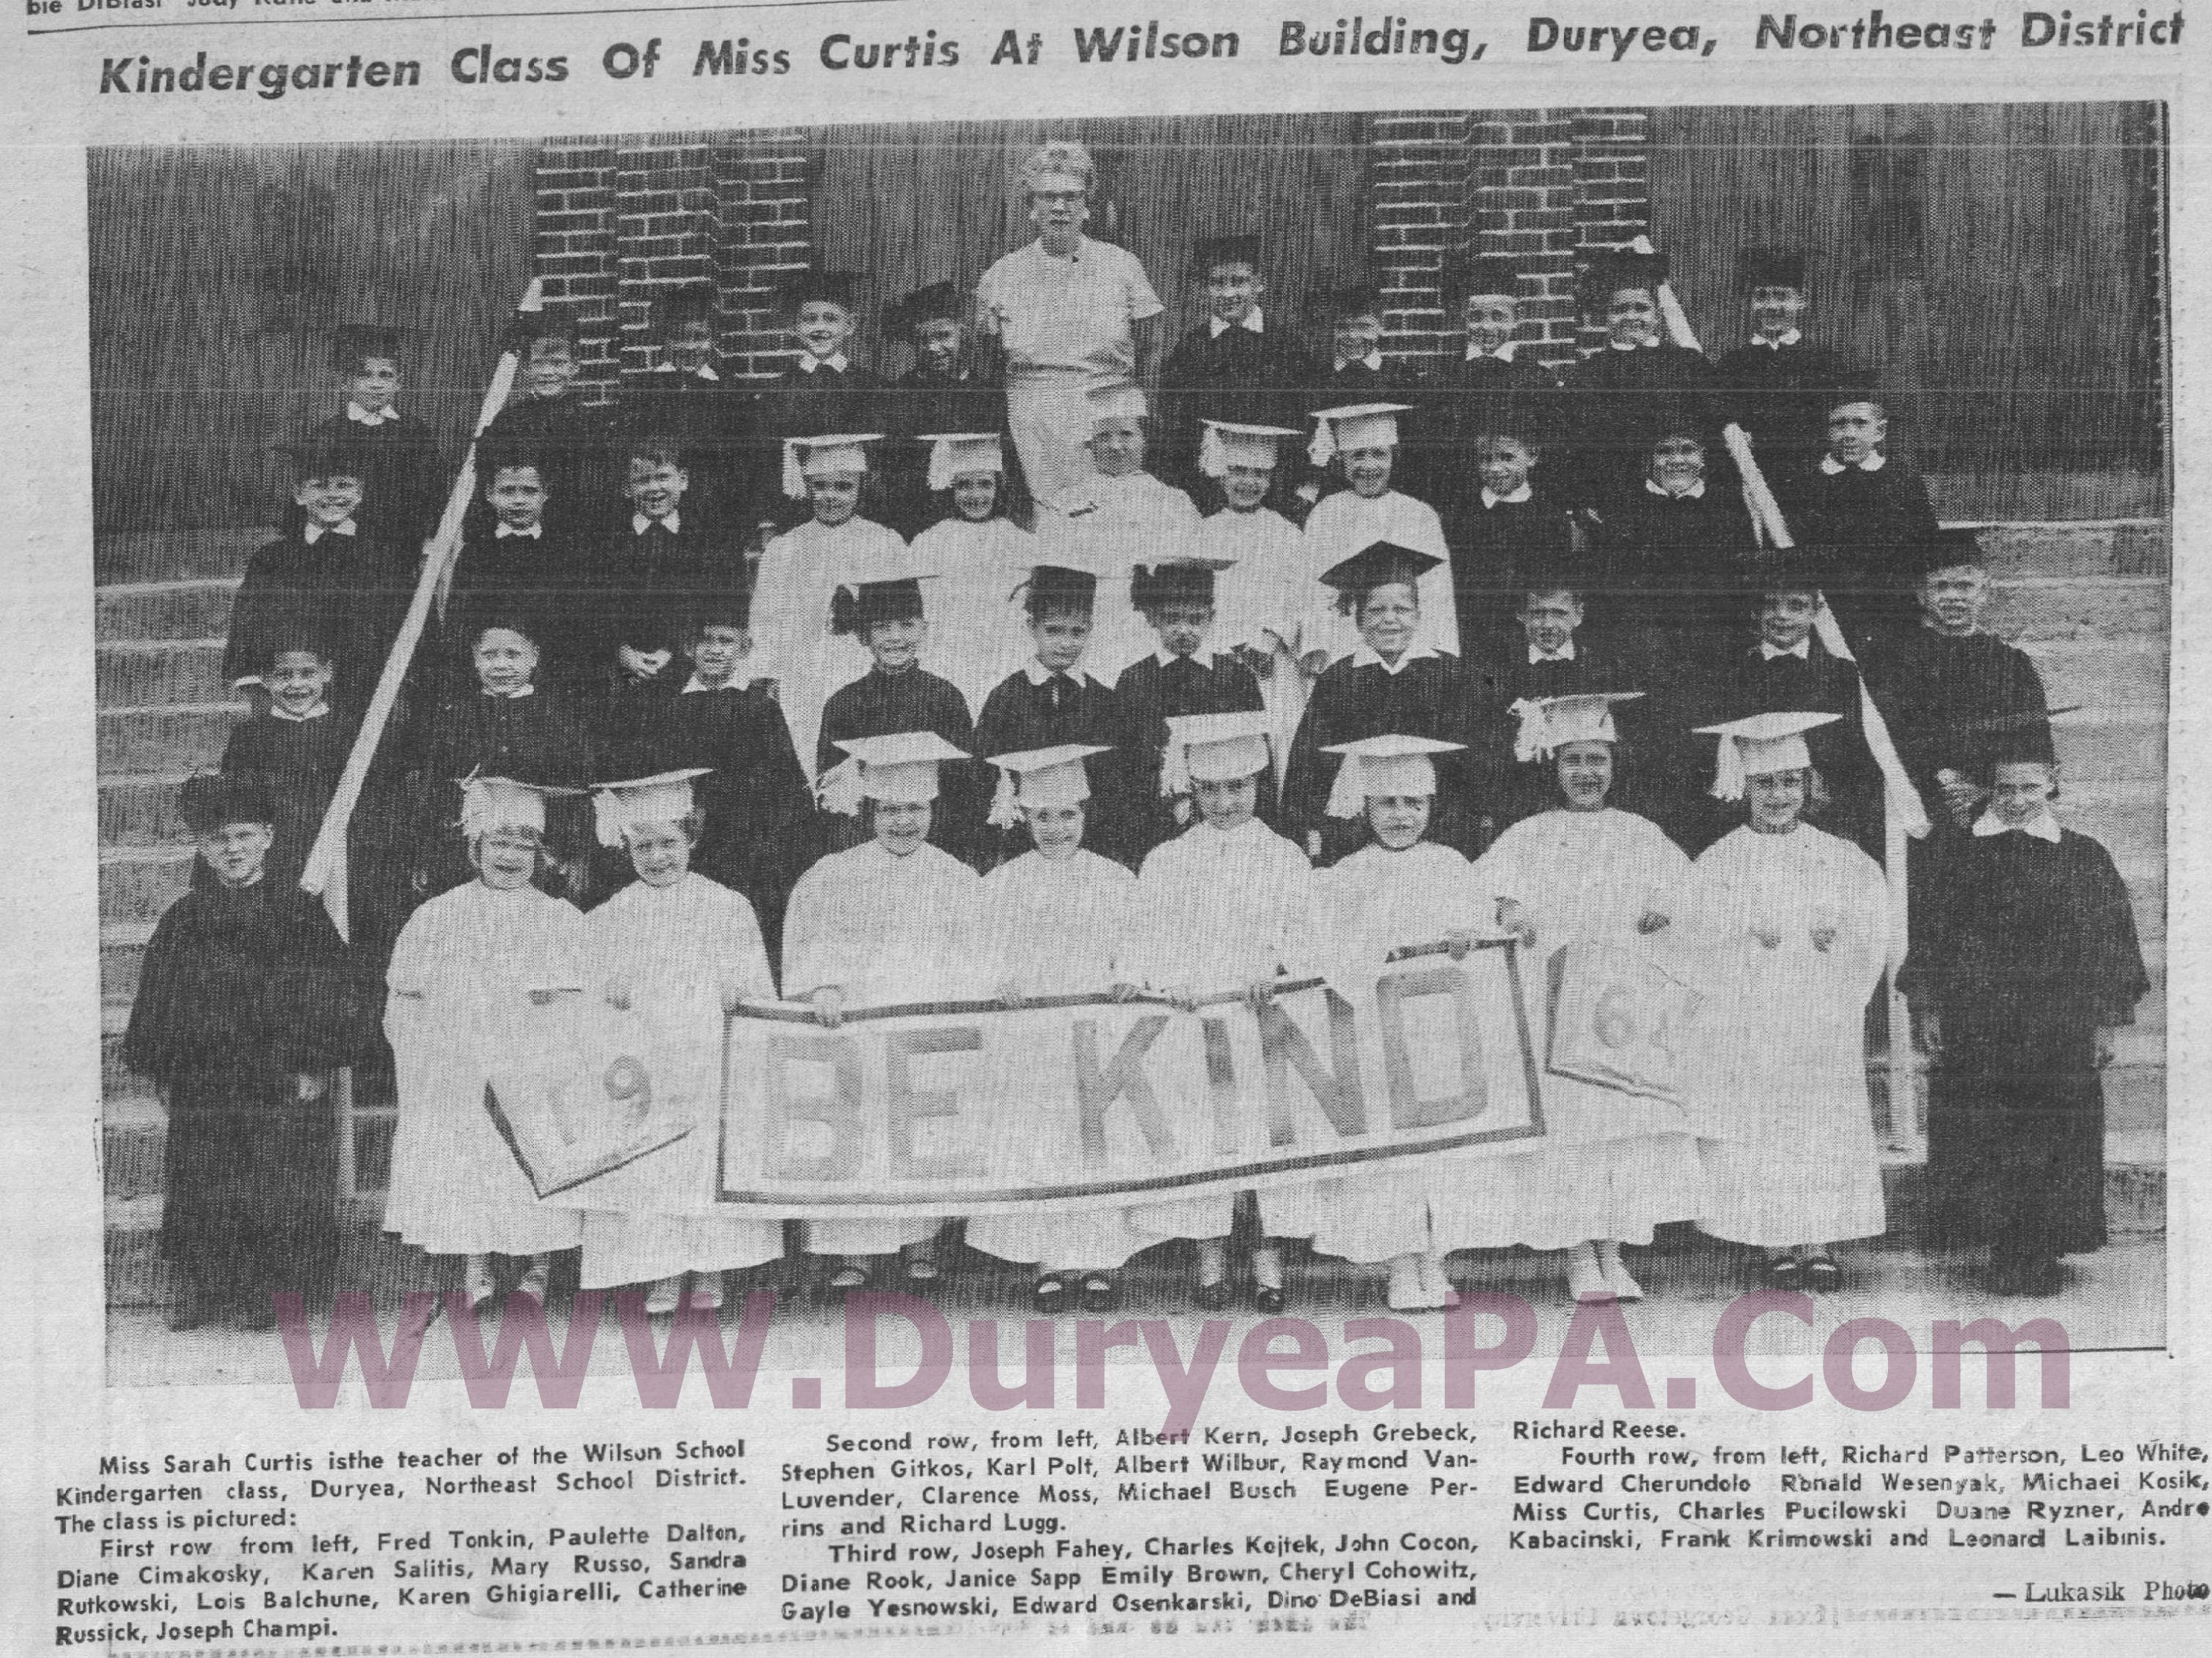 Kindergarten Class Of Miss Curtis At Wilson Building, Duryea, Northeast District
19
BE KIND
64
WWW.DuryeaPA.Com
Miss Sarah Curtis isthe teacher of the Wilson School
Kindergarten class, Duryea, Northeast School District.
The class is pictured:
First row from left, Fred Tonkin, Paulette Dalton,
Diane Cimakosky, Karen Salitis, Mary Russo, Sandra
Rutkowski, Lois Balchune, Karen Ghigiarelli, Catherine
Russick, Joseph Champi.
Second row, from left, Albert Kern, Joseph Grebeck,
Stephen Gitkos, Karl Polt, Albert Wilbur, Raymond Van-
Luvender, Clarence Moss, Michael Busch Eugene Per-
rins and Richard Lugg.
Third row, Joseph Fahey, Charles Kojtek, John Cocon,
Diane Rook, Janice Sapp Emily Brown, Cheryl Cohowitz,
Gayle Yesnowski, Edward Osenkarski, Dino DeBiasi and
Richard Reese.
Fourth row, from left, Richard Patterson, Leo White,
Edward Cherundolo Ronald Wesenyak, Michaei Kosik,
Miss Curtis, Charles Pucilowski Duane Ryzner, Andre
Kabacinski, Frank Krimowski and Leonard Laibinis.
— Lukasik Photo